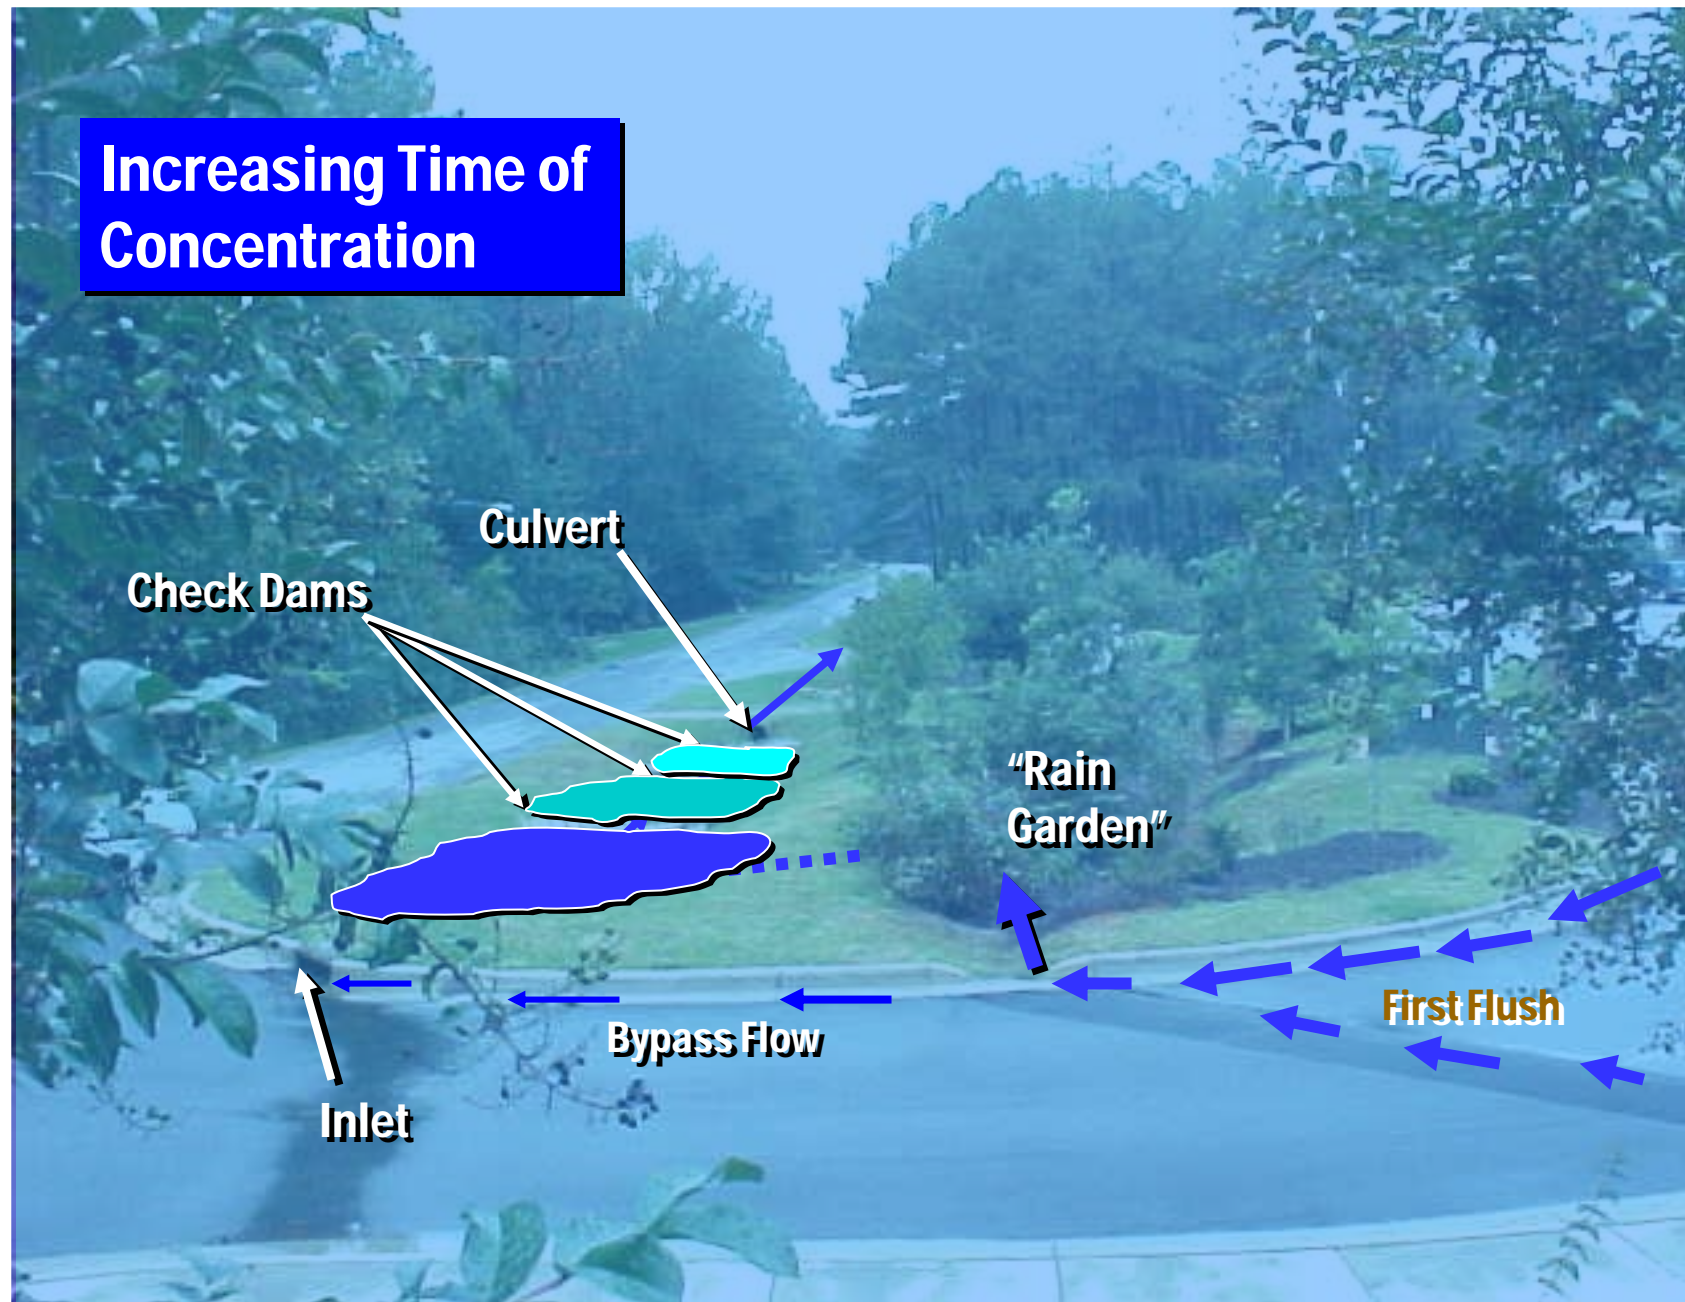 Increasing Time of
Concentration
Culvert
Check Dams
“Rain
Garden”
First Flush
Bypass Flow
Inlet